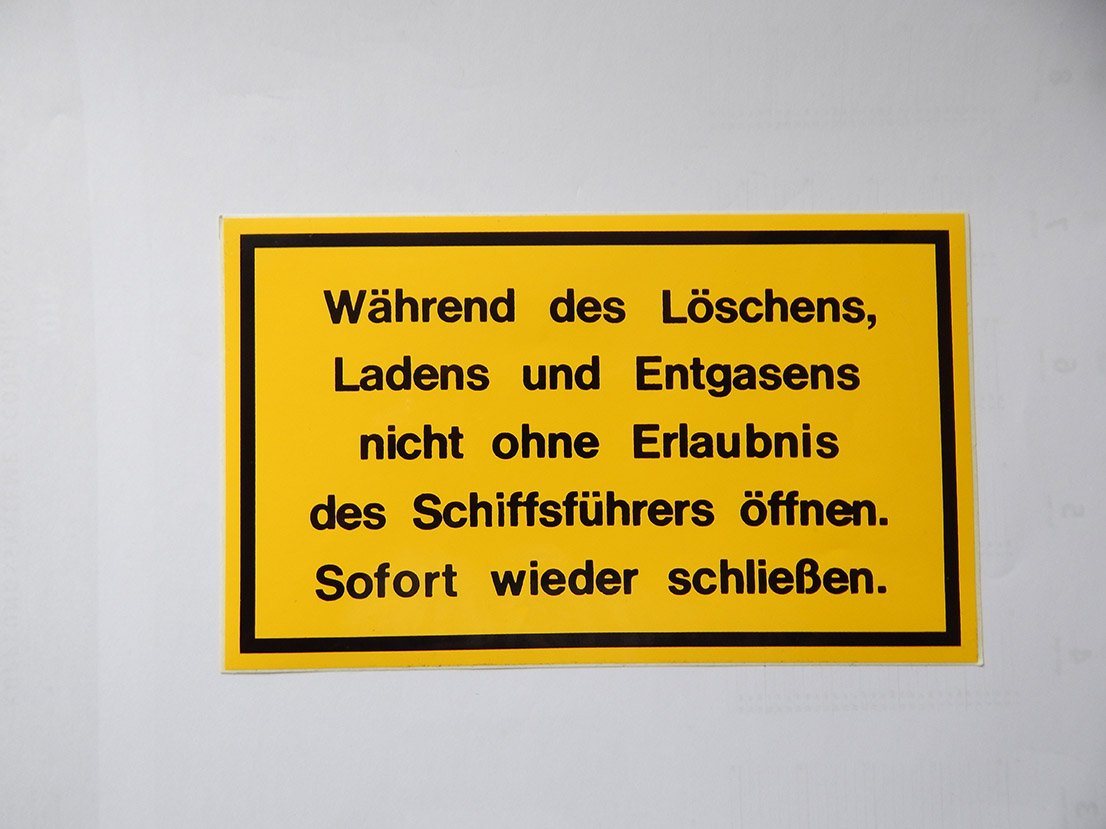 Während des Löschens,
Ladens und Entgasens
nicht ohne Erlaubnis
des Schiffsführers öffnen.
Sofort wieder schließen.